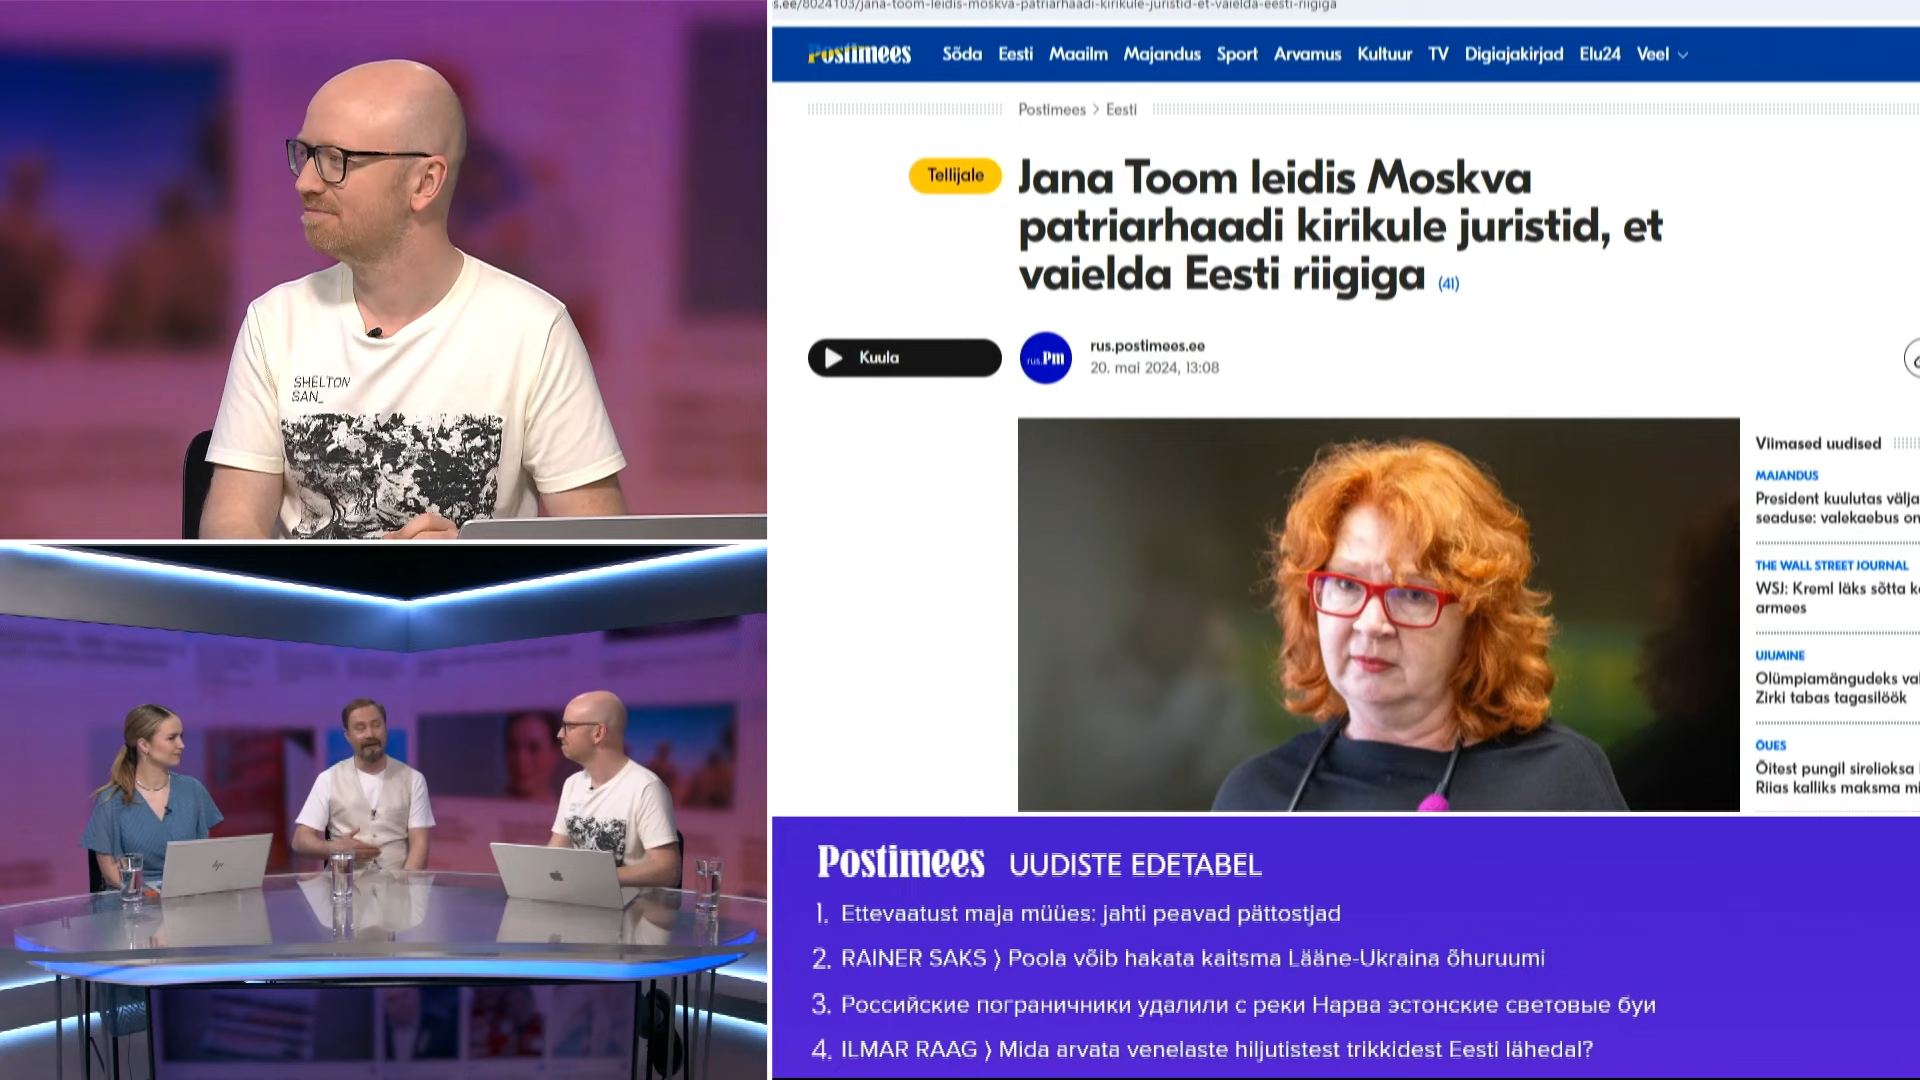 SHELTON
SAN_
hp
s.ee/8024103/jana-toom-leidis-moskva-patriarhaadi-kirikule-juristid-et-vaielda-eesti-riigiga
Postimees Sõda Eesti Maailm Majandus Sport Arvamus Kultuur TV Digiajakirjad Elu24 Veel
Postimees > Eesti
Tellijale
Jana Toom leidis Moskva
patriarhaadi kirikule juristid, et
vaielda Eesti riigiga (41)
Kuula
rus.Pm
rus.postimees.ee
20. mai 2024, 13:08
Viimased uudised
MAJANDUS
President kuulutas välja
seaduse: valekaebus on
THE WALL STREET JOURNAL
WSJ: Kreml läks sõtta
armees
UJUMINE
Olümpiamängudeks
Zirki tabas tagasilöök
ÕUES
Õitest pungil sirelioksa
Riias kalliks maksma
Postimees UUDISTE EDETABEL
1. Ettevaatust maja müües: jahti peavad pättostjad
2. RAINER SAKS ⟩ Poola võib hakata kaitsma Lääne-Ukraina õhuruumi
3. Российские пограничники удалили с реки Нарва эстонские световые буи
4. ILMAR RAAG ⟩ Mida arvata venelaste hiljutistest trikkidest Eesti lähedal?